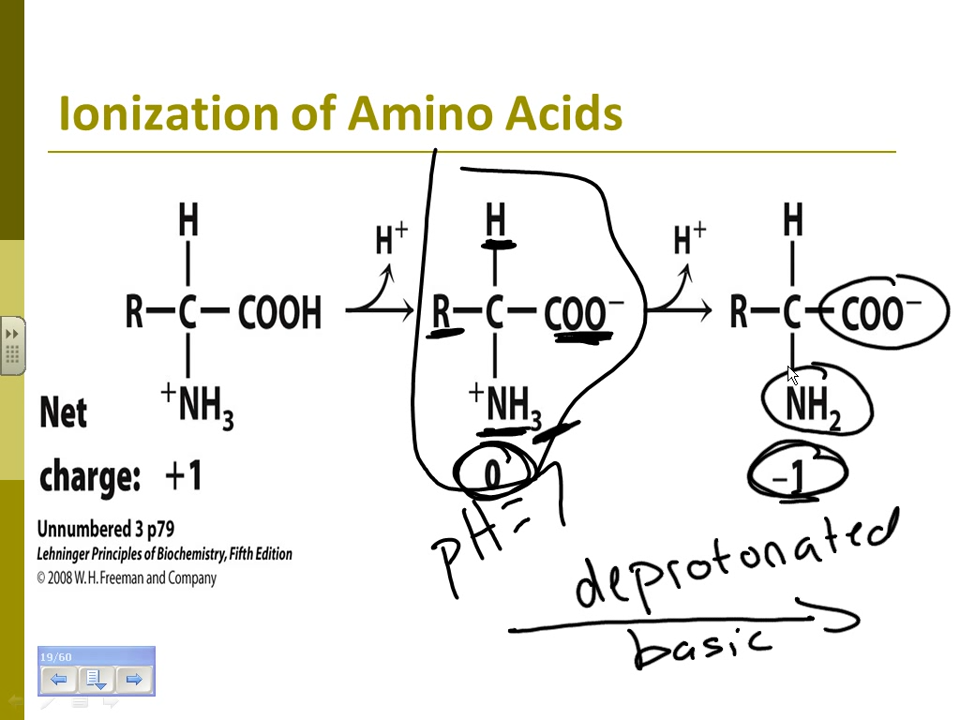 Ionization of Amino Acids
H H H
H⁺ H⁺
R–C–COOH R–C–COO⁻ R–C–COO⁻
⁺NH₃ ⁺NH₃ NH₂
Net
charge: +1 0 –1
pH=7
Unnumbered 3 p79
Lehninger Principles of Biochemistry, Fifth Edition
© 2008 W. H. Freeman and Company
deprotonated
basic
19/60